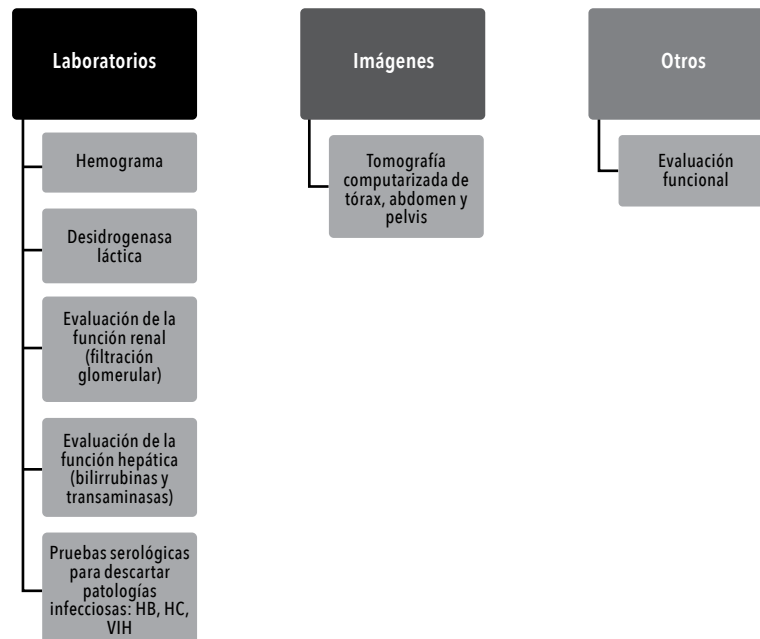 Laboratorios
Hemograma
Desidrogenasa
láctica
Evaluación de la
función renal
(filtración
glomerular)
Evaluación de la
función hepática
(bilirrubinas y
transaminasas)
Pruebas serológicas
para descartar
patologías
infecciosas: HB, HC,
VIH
Imágenes
Tomografía
computarizada de
tórax, abdomen y
pelvis
Otros
Evaluación
funcional